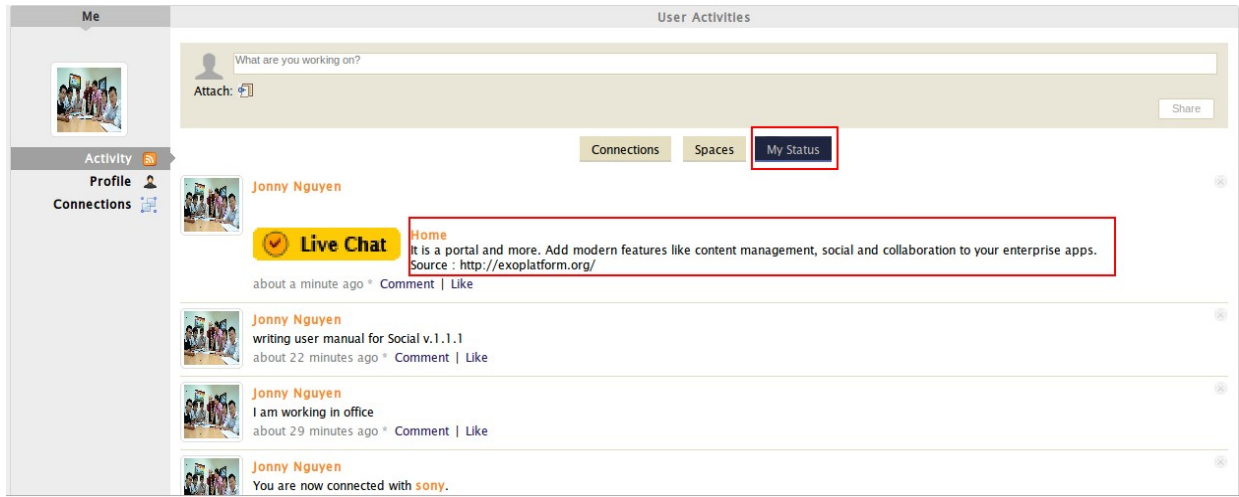 Me
User Activities
What are you working on?
Attach:
Share
Connections Spaces My Status
Activity
Profile
Connections
Jonny Nguyen
Live Chat
Home
It is a portal and more. Add modern features like content management, social and collaboration to your enterprise apps.
Source : http://exoplatform.org/
about a minute ago * Comment | Like
Jonny Nguyen
writing user manual for Social v.1.1.1
about 22 minutes ago * Comment | Like
Jonny Nguyen
I am working in office
about 29 minutes ago * Comment | Like
Jonny Nguyen
You are now connected with sony.